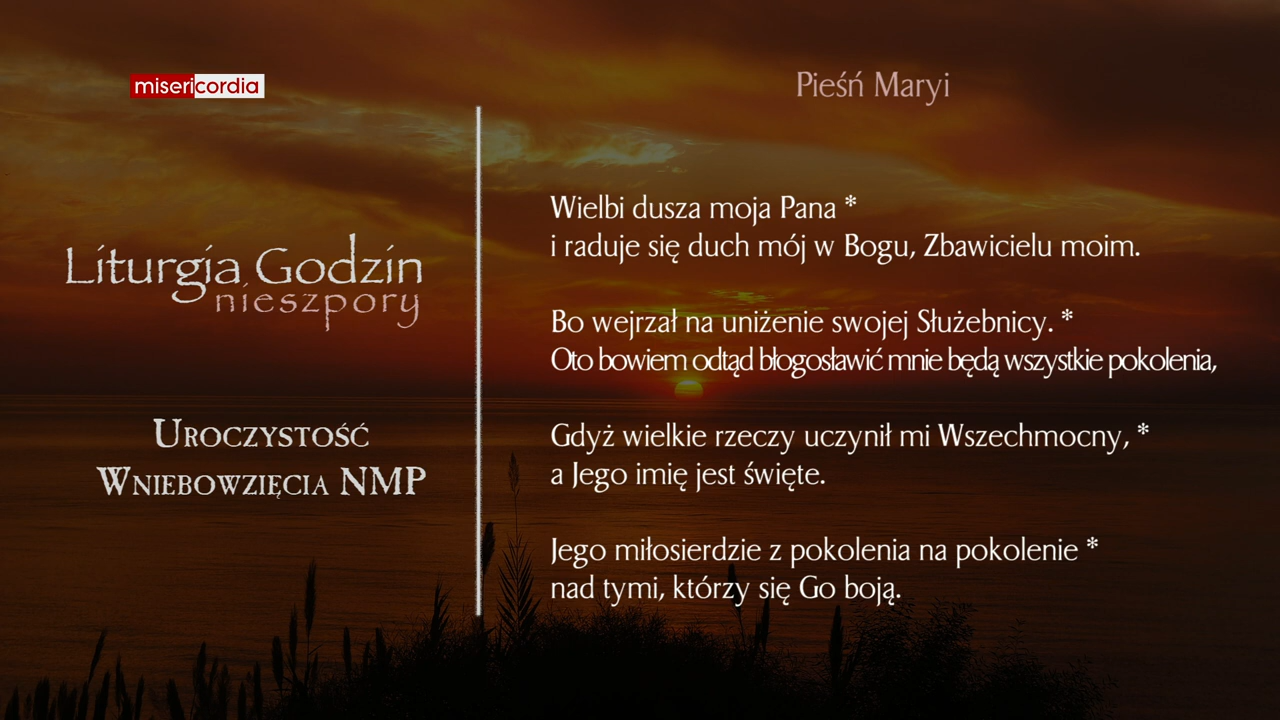 misericordia
Liturgia Godzin
nieszpory
Uroczystość
Wniebowzięcia NMP
Pieśń Maryi
Wielbi dusza moja Pana *
i raduje się duch mój w Bogu, Zbawicielu moim.
Bo wejrzał na uniżenie swojej Służebnicy. *
Oto bowiem odtąd błogosławić mnie będą wszystkie pokolenia,
Gdyż wielkie rzeczy uczynił mi Wszechmocny, *
a Jego imię jest święte.
Jego miłosierdzie z pokolenia na pokolenie *
nad tymi, którzy się Go boją.